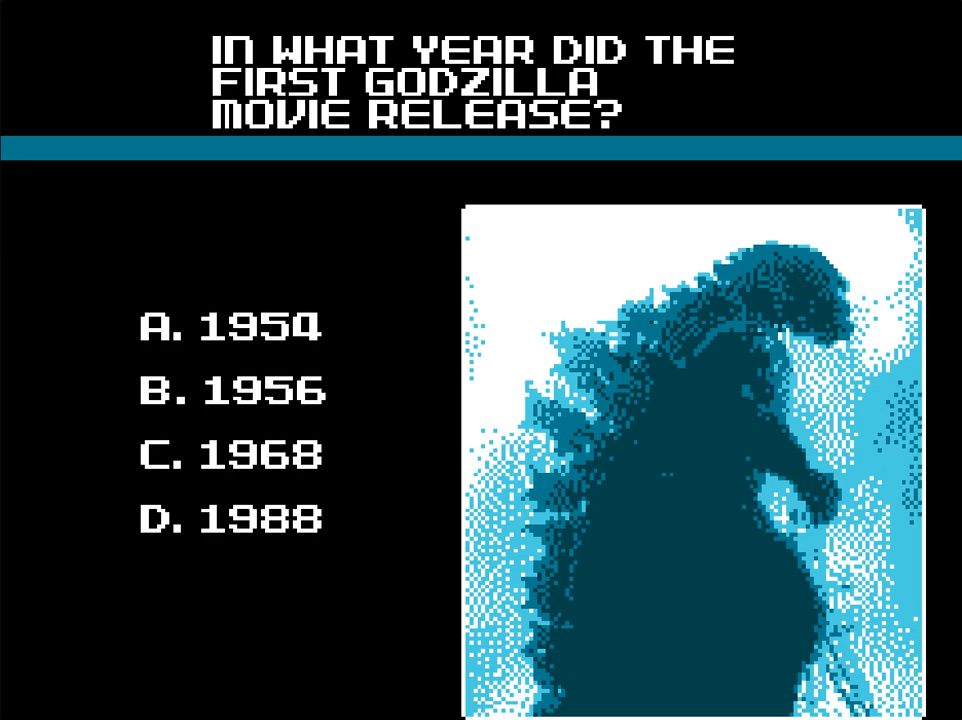 IN WHAT YEAR DID THE
FIRST GODZILLA
MOVIE RELEASE?
A. 1954
B. 1956
C. 1968
D. 1988